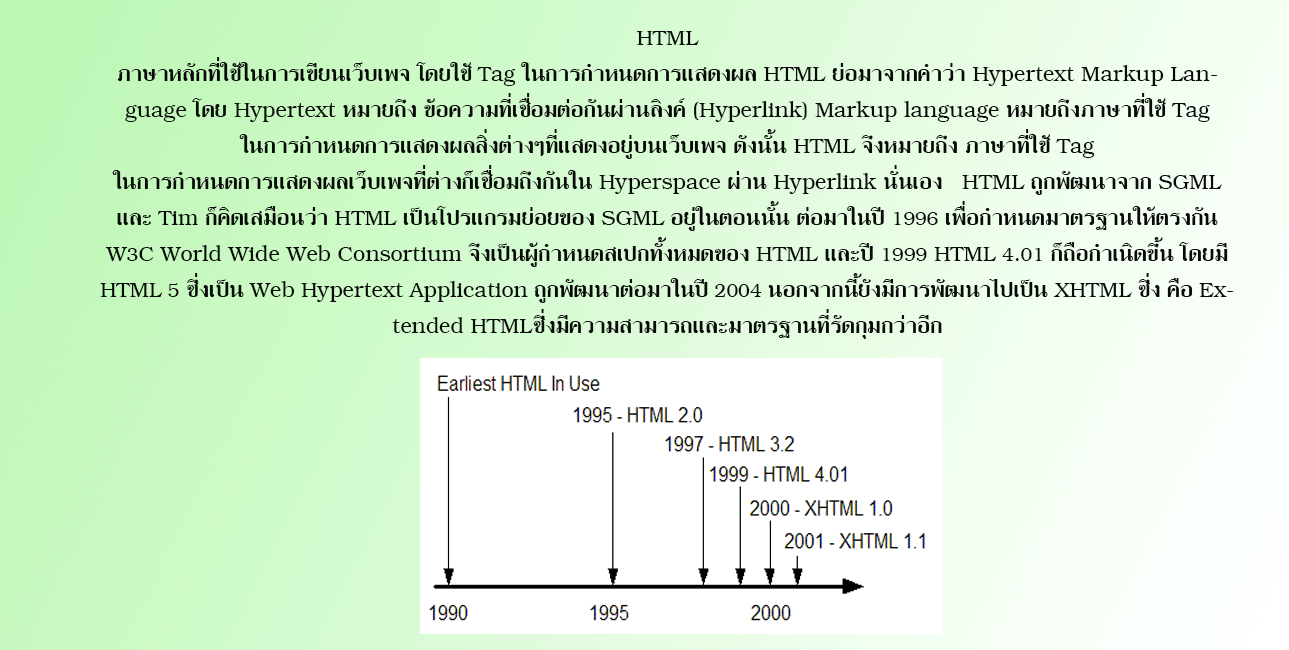 HTML
ภาษาหลักที่ใช้ในการเขียนเว็บเพจ โดยใช้ Tag ในการกำหนดการแสดงผล HTML ย่อมาจากคำว่า Hypertext Markup Lan-
guage โดย Hypertext หมายถึง ข้อความที่เชื่อมต่อกันผ่านลิงค์ (Hyperlink) Markup language หมายถึงภาษาที่ใช้ Tag
ในการกำหนดการแสดงผลสิ่งต่างๆที่แสดงอยู่บนเว็บเพจ ดังนั้น HTML จึงหมายถึง ภาษาที่ใช้ Tag
ในการกำหนดการแสดงผลเว็บเพจที่ต่างก็เชื่อมถึงกันใน Hyperspace ผ่าน Hyperlink นั่นเอง HTML ถูกพัฒนาจาก SGML
และ Tim ก็คิดเสมือนว่า HTML เป็นโปรแกรมย่อยของ SGML อยู่ในตอนนั้น ต่อมาในปี 1996 เพื่อกำหนดมาตรฐานให้ตรงกัน
W3C World Wide Web Consortium จึงเป็นผู้กำหนดสเปกทั้งหมดของ HTML และปี 1999 HTML 4.01 ก็ถือกำเนิดขึ้น โดยมี
HTML 5 ซึ่งเป็น Web Hypertext Application ถูกพัฒนาต่อมาในปี 2004 นอกจากนี้ยังมีการพัฒนาไปเป็น XHTML ซึ่ง คือ Ex-
tended HTMLซึ่งมีความสามารถและมาตรฐานที่รัดกุมกว่าอีก
Earliest HTML In Use
1995 - HTML 2.0
1997 - HTML 3.2
1999 - HTML 4.01
2000 - XHTML 1.0
2001 - XHTML 1.1
1990 1995 2000